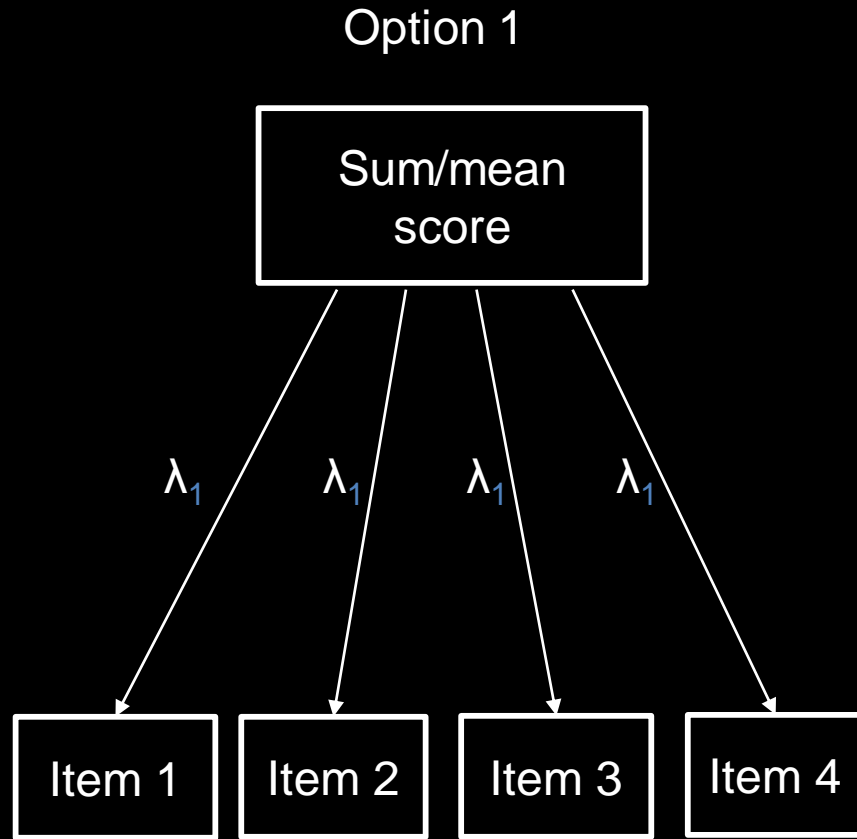 Option 1
Sum/mean
score
λ₁ λ₁ λ₁ λ₁
Item 1 Item 2 Item 3 Item 4